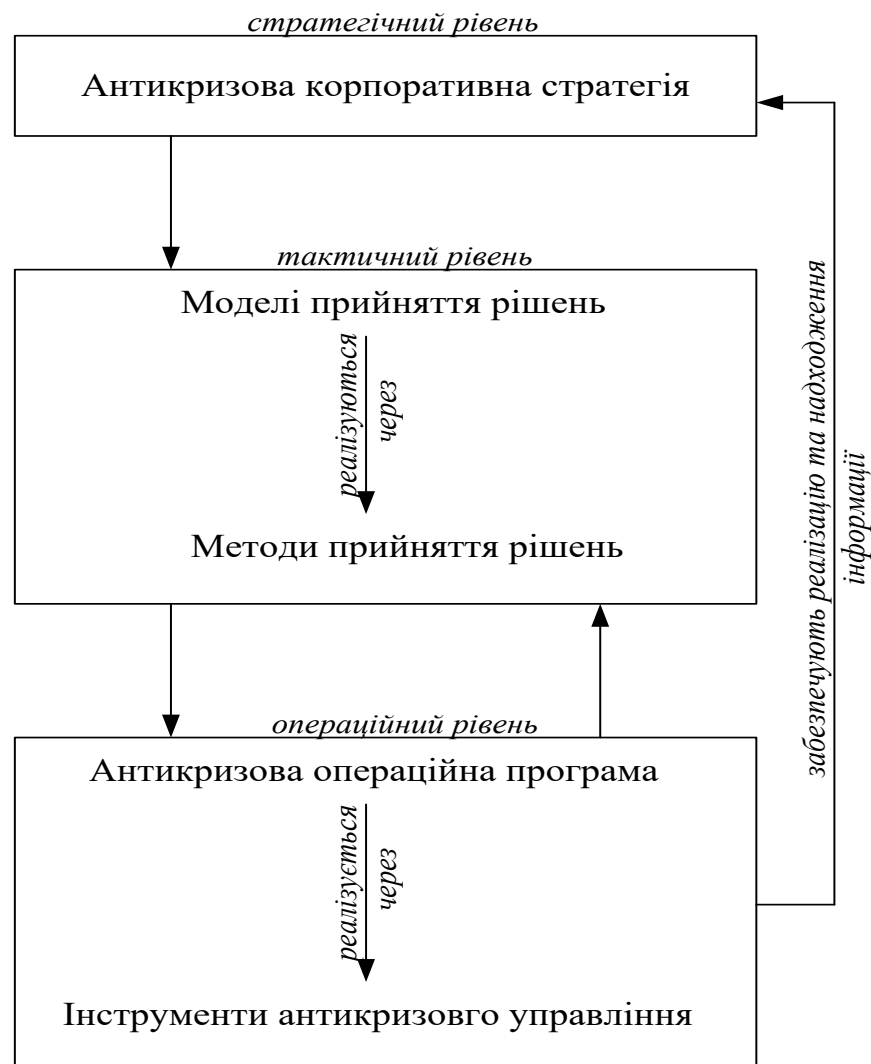 стратегічний рівень
Антикризова корпоративна стратегія
тактичний рівень
Моделі прийняття рішень
реалізуються
через
Методи прийняття рішень
забезпечують реалізацію та надходження
інформації
операційний рівень
Антикризова операційна програма
реалізується
через
Інструменти антикризовго управління